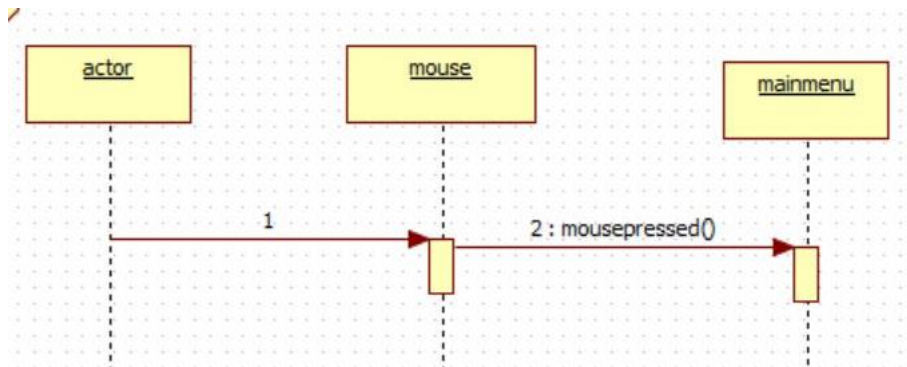 actor
mouse
mainmenu
1
2 : mousepressed()